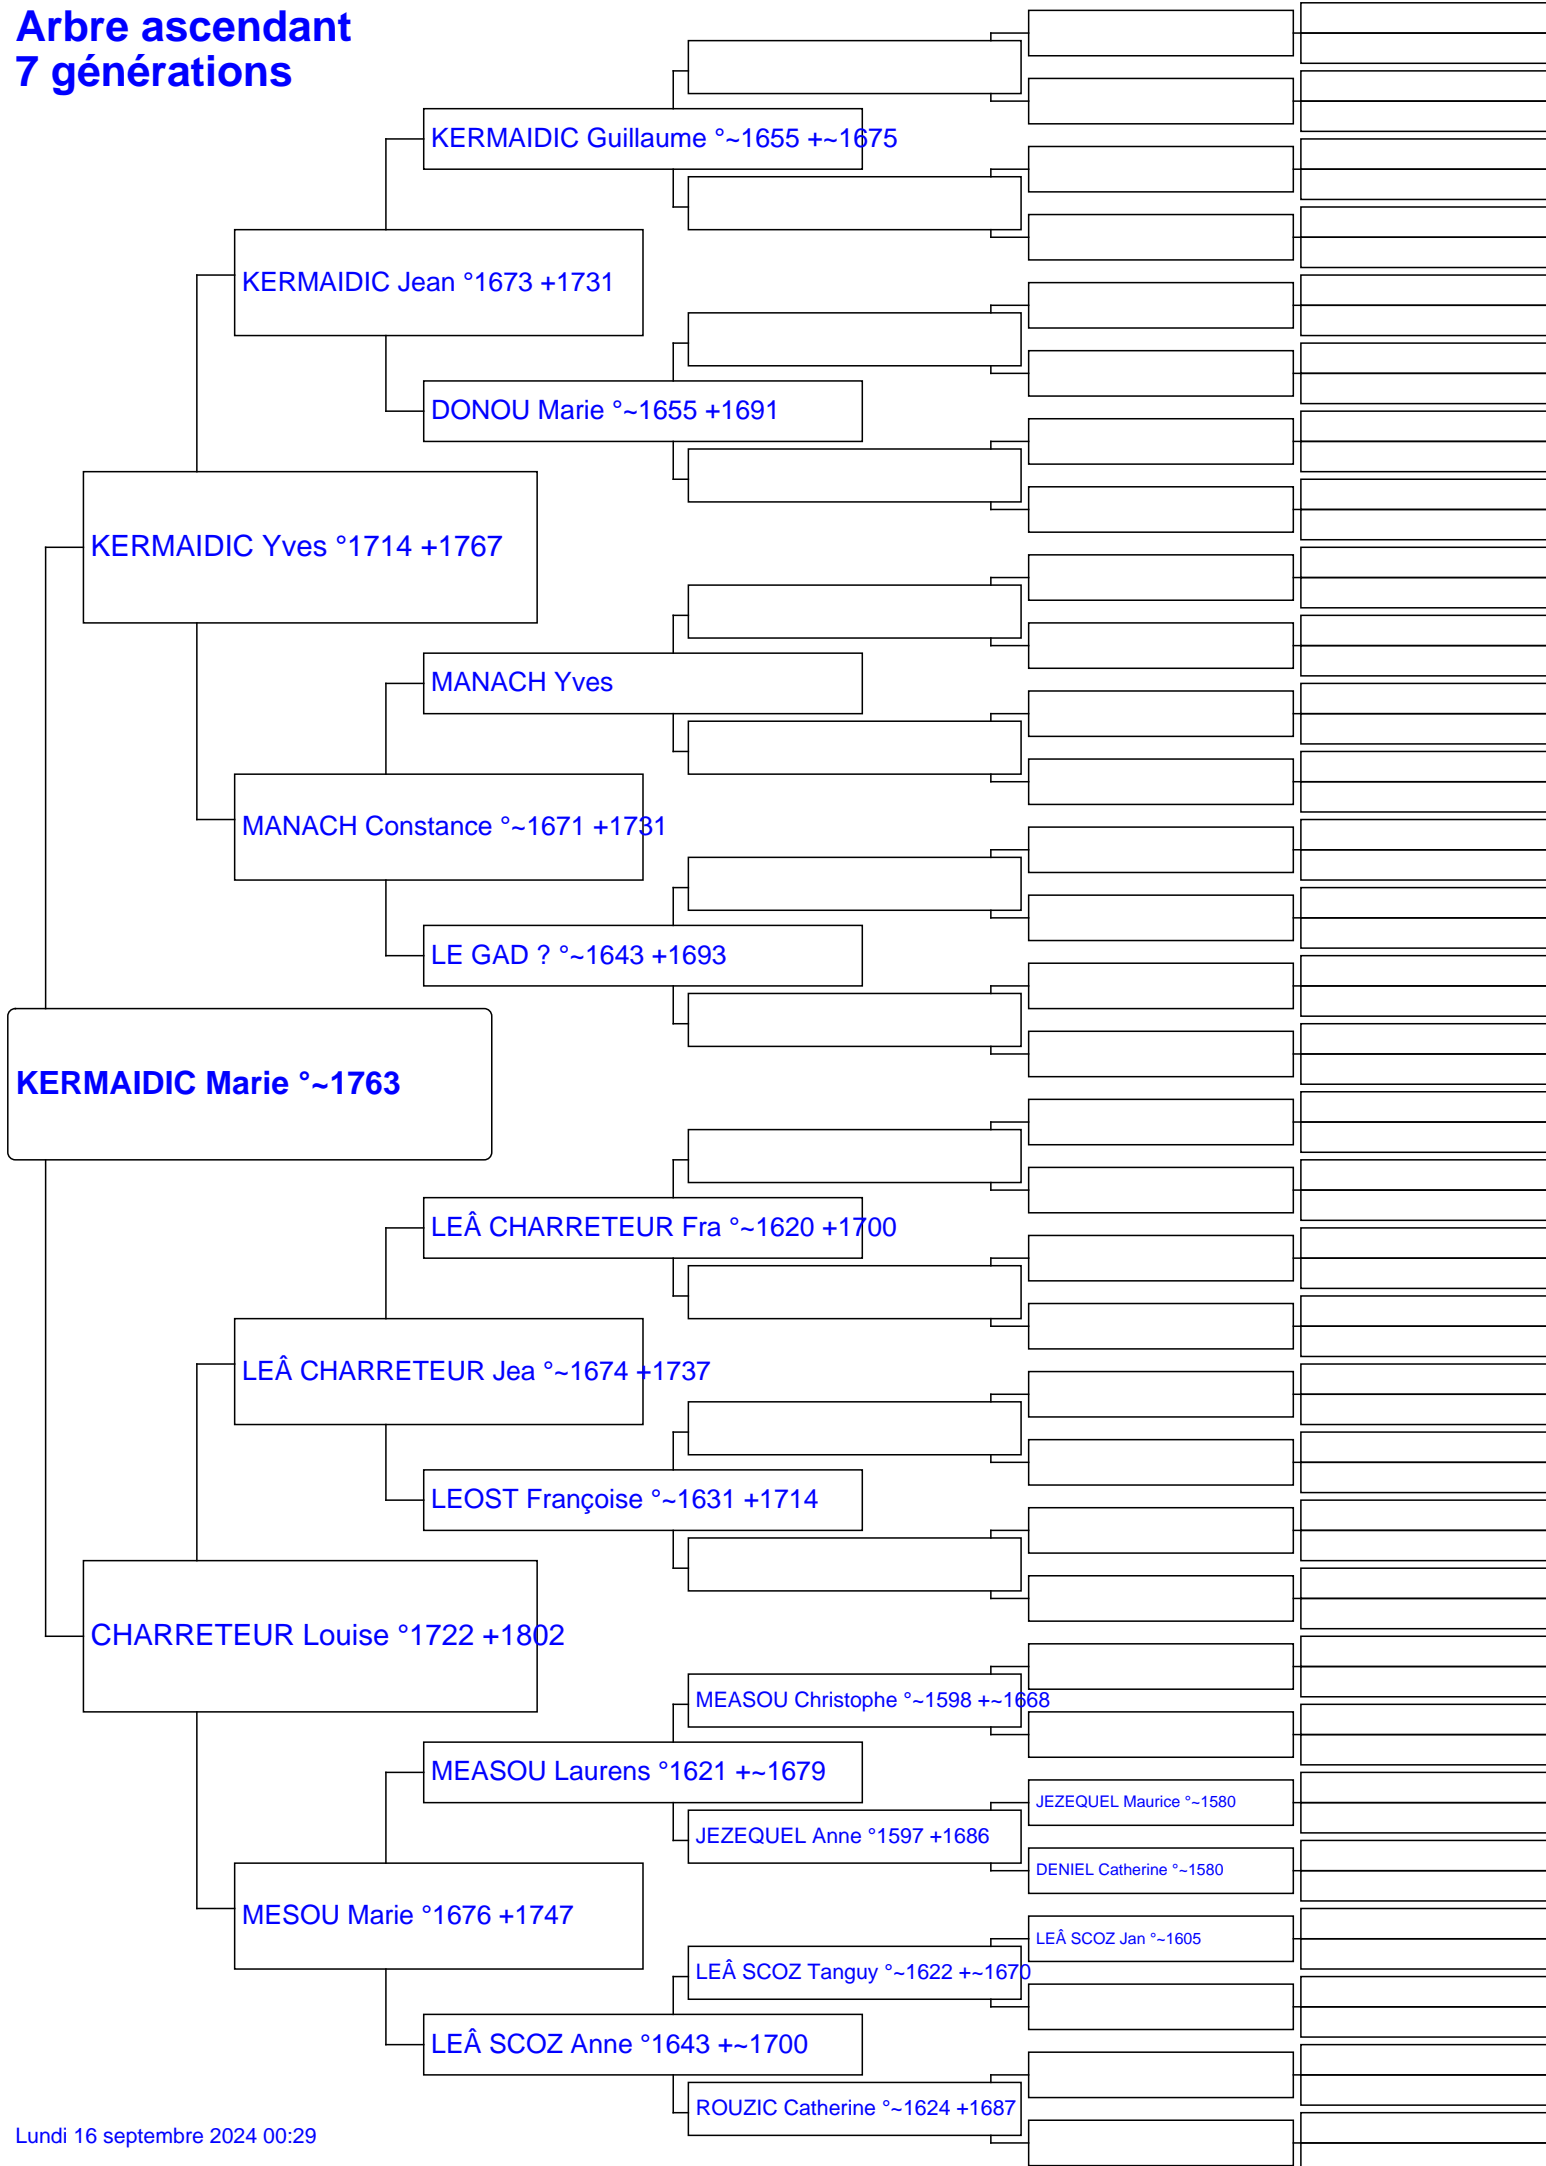 Arbre ascendant
7 générations
KERMAIDIC Guillaume °~1655 +~1675
KERMAIDIC Jean °1673 +1731
DONOU Marie °~1655 +1691
KERMAIDIC Yves °1714 +1767
MANACH Yves
MANACH Constance °~1671 +1731
LE GAD ? °~1643 +1693
KERMAIDIC Marie °~1763
LEÂ CHARRETEUR Fra °~1620 +1700
LEÂ CHARRETEUR Jea °~1674 +1737
LEOST Françoise °~1631 +1714
CHARRETEUR Louise °1722 +1802
MEASOU Christophe °~1598 +~1668
MEASOU Laurens °1621 +~1679
JEZEQUEL Maurice °~1580
JEZEQUEL Anne °1597 +1686
DENIEL Catherine °~1580
MESOU Marie °1676 +1747
LEÂ SCOZ Jan °~1605
LEÂ SCOZ Tanguy °~1622 +~1670
LEÂ SCOZ Anne °1643 +~1700
ROUZIC Catherine °~1624 +1687
Lundi 16 septembre 2024 00:29